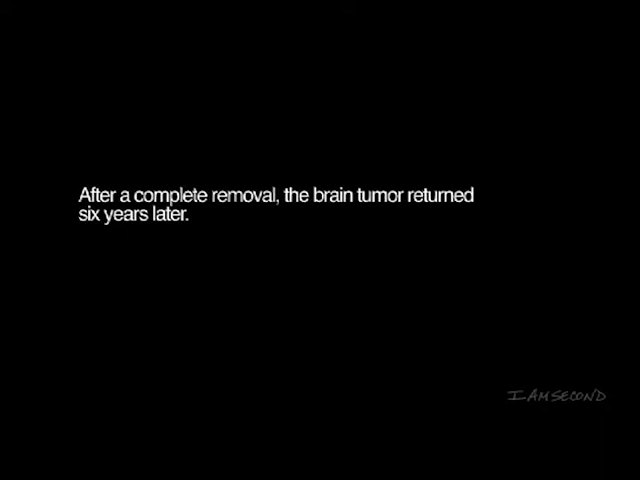 After a complete removal, the brain tumor returned
six years later.
I AM SECOND